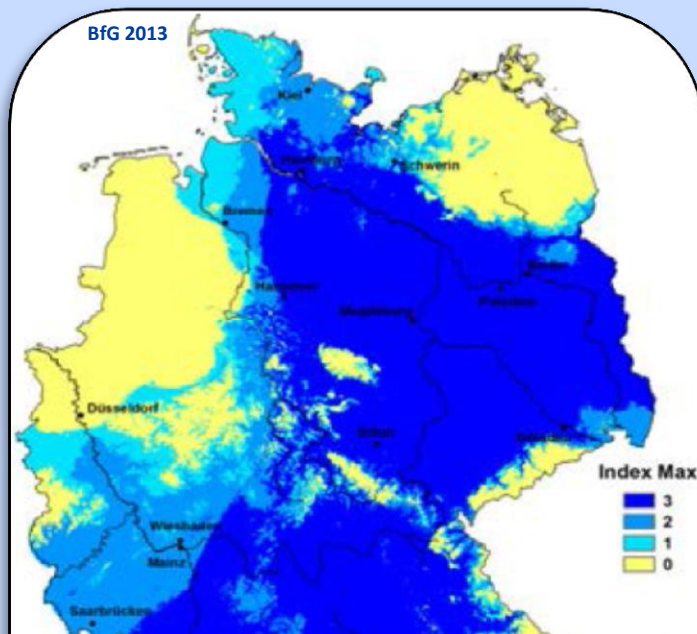 BfG 2013
Kiel
Hamburg
Schwerin
Bremen
Hannover
Berlin
Potsdam
Magdeburg
Düsseldorf
Erfurt
Dresden
Index Max
3
2
1
0
Wiesbaden
Mainz
Saarbrücken